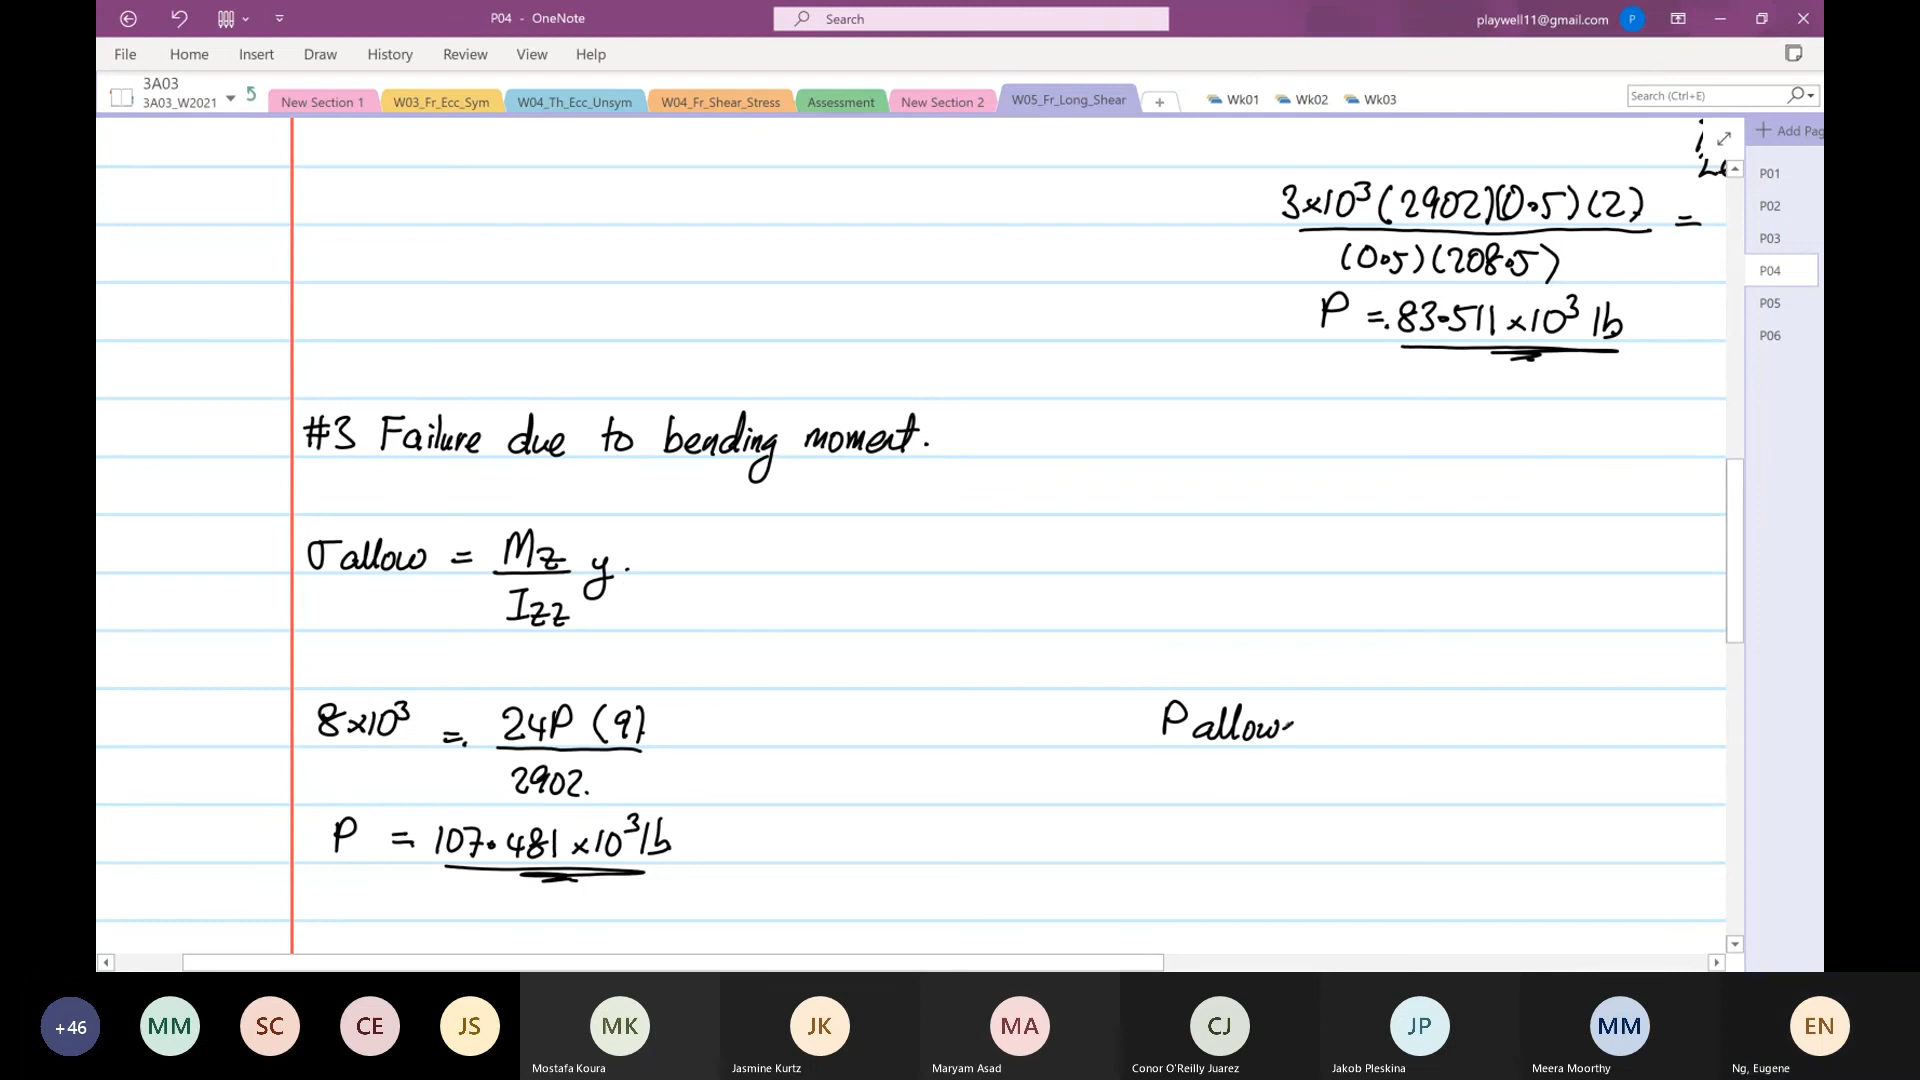 P04 - OneNote
Search
playwell11@gmail.com
P
File Home Insert Draw History Review View Help
3A03
3A03_W2021
New Section 1
W03_Fr_Ecc_Sym
W04_Th_Ecc_Unsym
W04_Fr_Shear_Stress
Assessment
New Section 2
W05_Fr_Long_Shear
Wk01
Wk02
Wk03
Search (Ctrl+E)
Add Pag
P01
P02
P03
P04
P05
P06
3×10³(2902)(0.5)(2) =
(0.5)(208.5)
P = 83.511×10³ lb
#3 Failure due to bending moment.
σallow = Mz y.
Izz
8×10³ = 24P (9)
2902.
P = 107.481×10³ lb
Pallow
+46
MM
SC
CE
JS
MK
JK
MA
CJ
JP
MM
EN
Mostafa Koura
Jasmine Kurtz
Maryam Asad
Conor O'Reilly Juarez
Jakob Pleskina
Meera Moorthy
Ng, Eugene